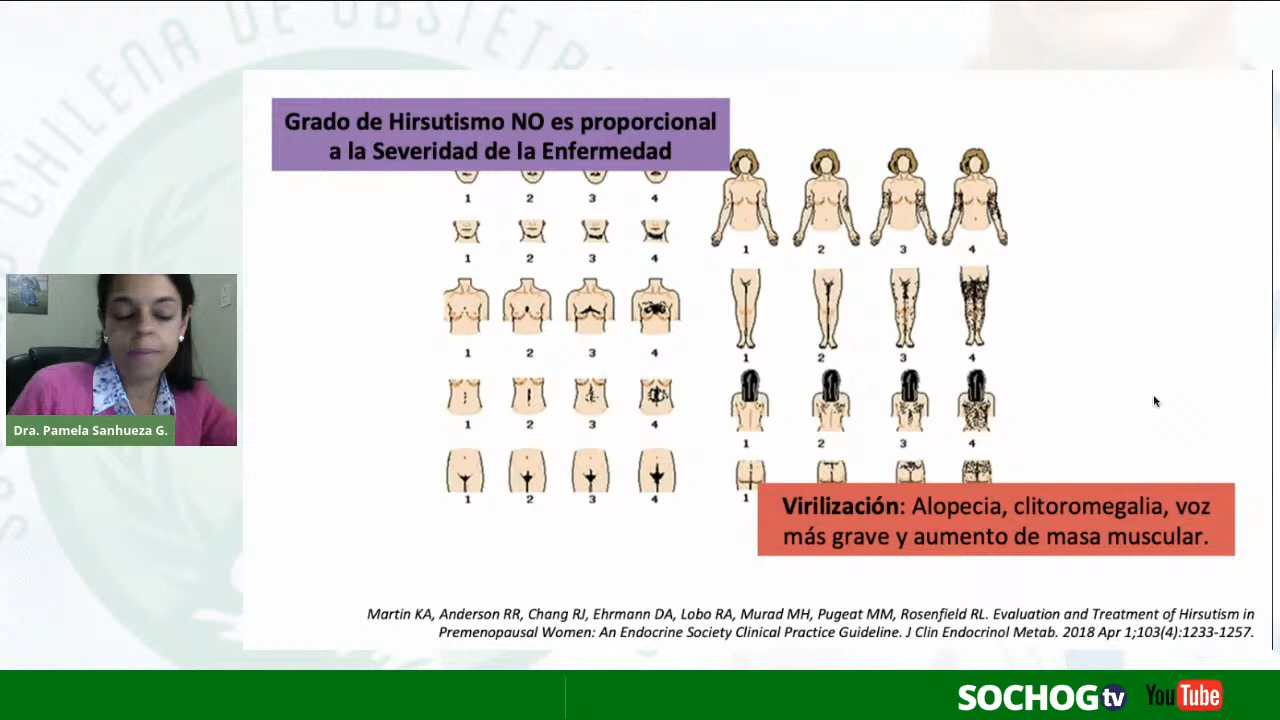 CHILENA DE OBSTETR
Grado de Hirsutismo NO es proporcional
a la Severidad de la Enfermedad
1 2 3 4
1 2 3 4
1 2 3 4
1 2 3 4
1 2 3 4
1 2 3 4
1 2 3 4
1 2 3 4
1
Virilización: Alopecia, clitoromegalia, voz
más grave y aumento de masa muscular.
Dra. Pamela Sanhueza G.
Martin KA, Anderson RR, Chang RJ, Ehrmann DA, Lobo RA, Murad MH, Pugeat MM, Rosenfield RL. Evaluation and Treatment of Hirsutism in
Premenopausal Women: An Endocrine Society Clinical Practice Guideline. J Clin Endocrinol Metab. 2018 Apr 1;103(4):1233-1257.
SOCHOG tv YouTube